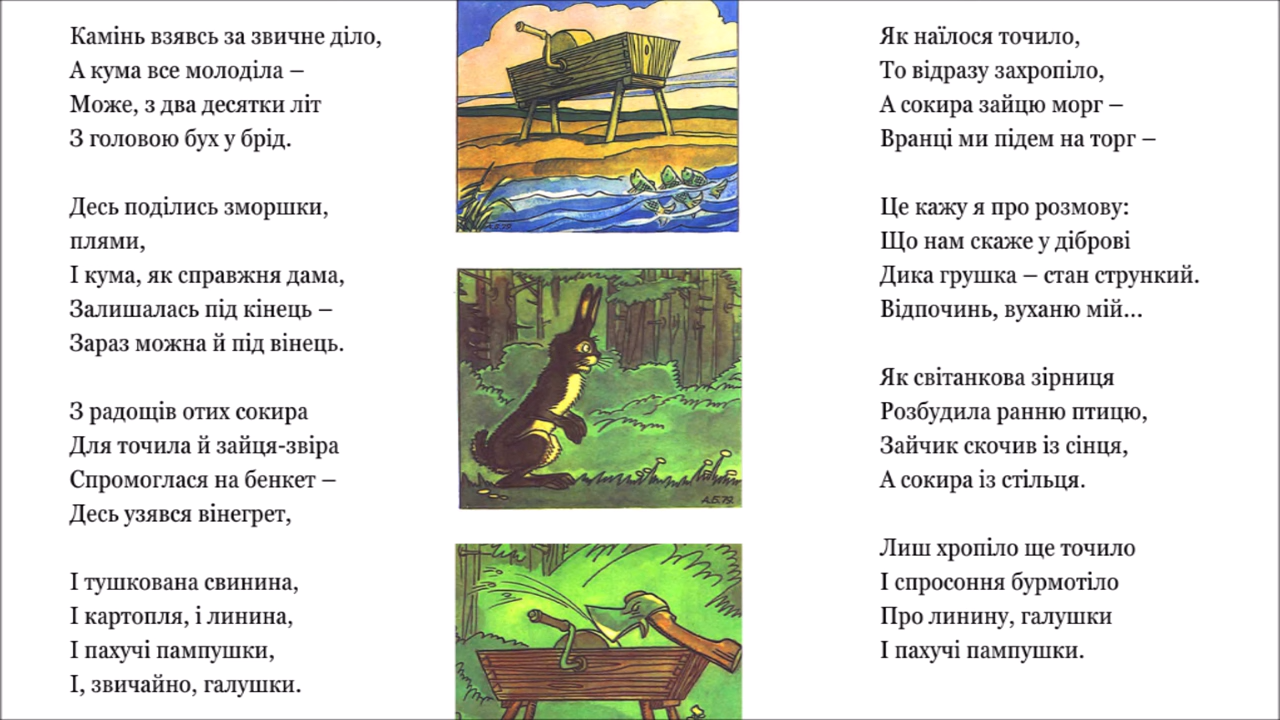 Камінь взявсь за звичне діло,
А кума все молоділа –
Може, з два десятки літ
З головою бух у брід.
Десь поділись зморшки,
плями,
І кума, як справжня дама,
Залишалась під кінець –
Зараз можна й під вінець.
З радощів отих сокира
Для точила й зайця-звіра
Спромоглася на бенкет –
Десь узявся вінегрет,
І тушкована свинина,
І картопля, і линина,
І пахучі пампушки,
І, звичайно, галушки.
А.Б.79.
Як наїлося точило,
То відразу захропіло,
А сокира зайцю морг –
Вранці ми підем на торг –
Це кажу я про розмову:
Що нам скаже у діброві
Дика грушка – стан стрункий.
Відпочинь, вуханю мій...
Як світанкова зірниця
Розбудила ранню птицю,
Зайчик скочив із сінця,
А сокира із стільця.
Лиш хропіло ще точило
І спросоння бурмотіло
Про линину, галушки
І пахучі пампушки.